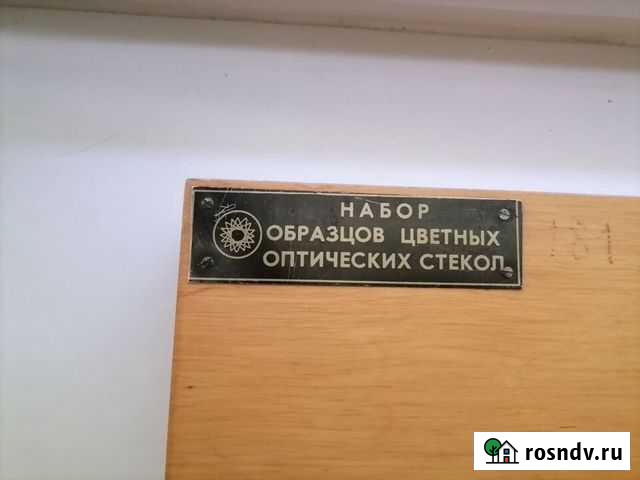 НАБОР
ОБРАЗЦОВ ЦВЕТНЫХ
ОПТИЧЕСКИХ СТЕКОЛ
rosndv.ru